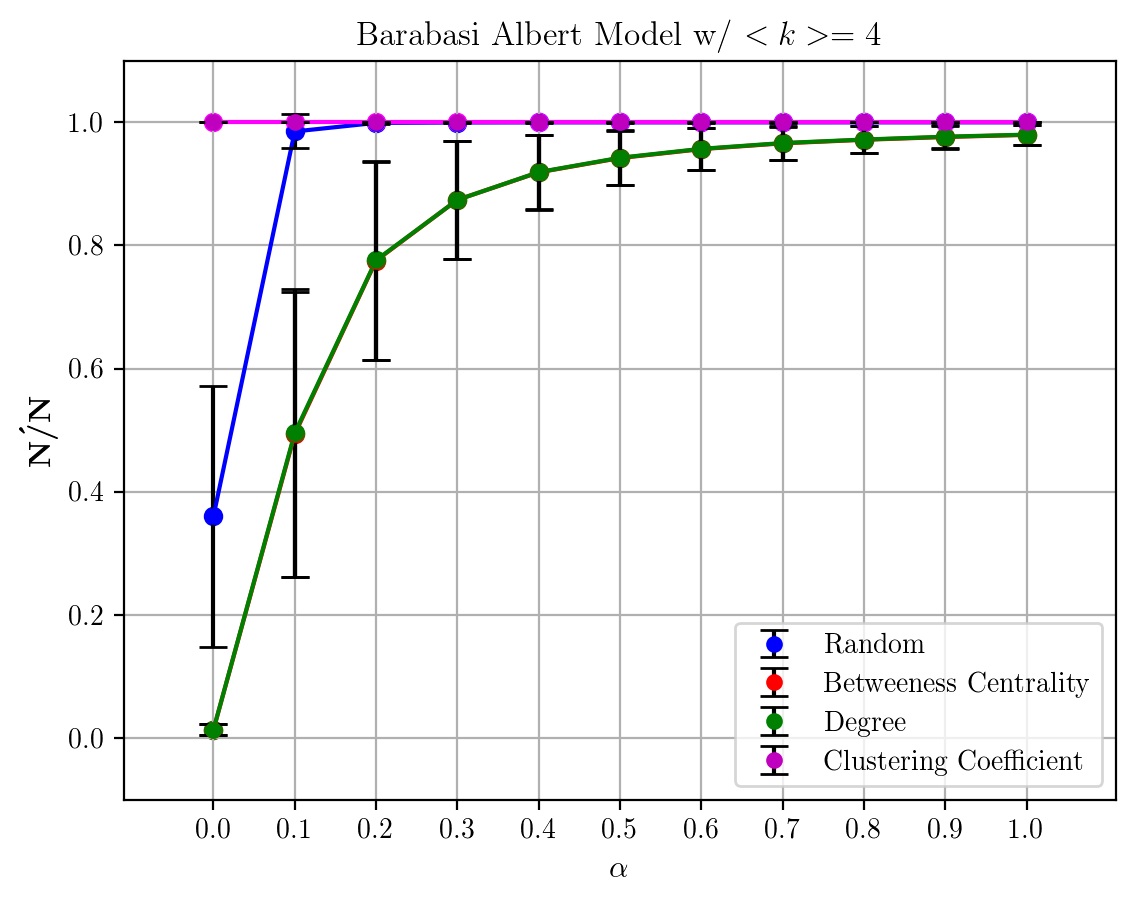 Barabasi Albert Model w/ < k >= 4
1.0
0.8
0.6
0.4
0.2
0.0
N´/N
0.0 0.1 0.2 0.3 0.4 0.5 0.6 0.7 0.8 0.9 1.0
α
Random
Betweeness Centrality
Degree
Clustering Coefficient